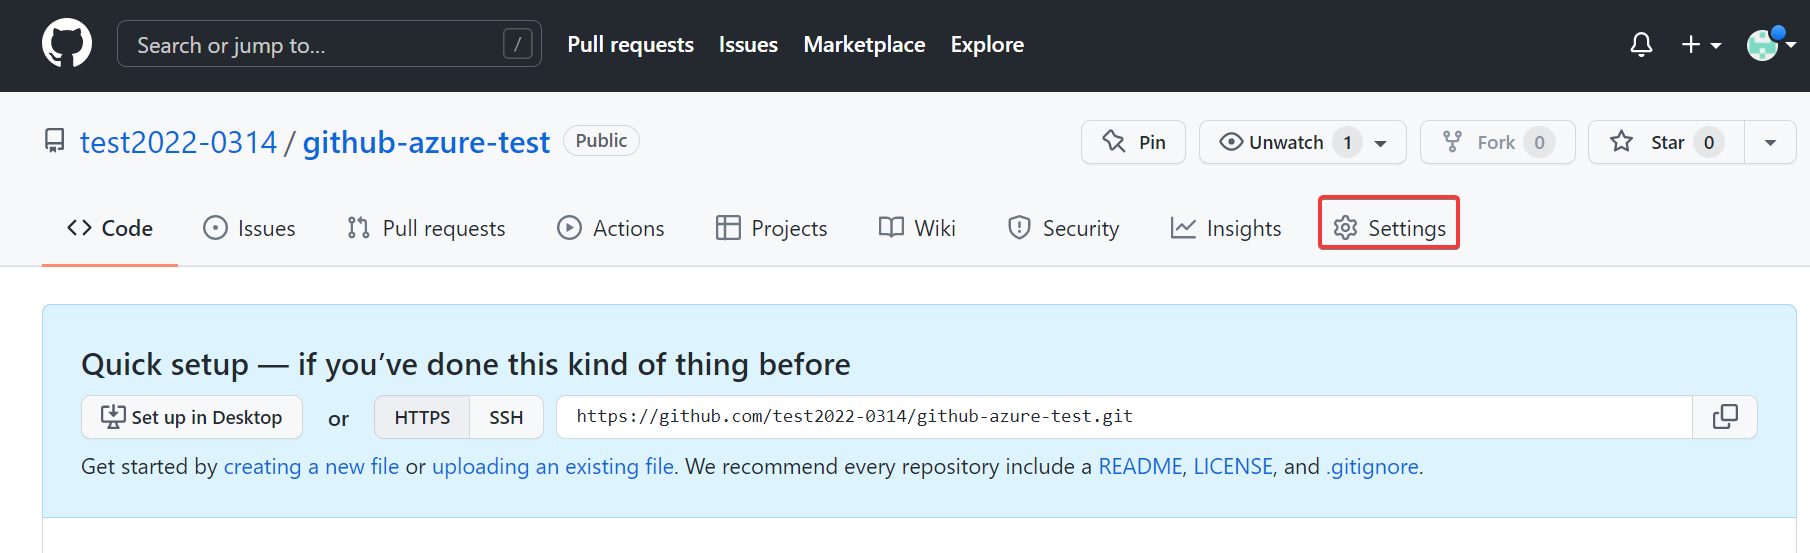 Search or jump to... / Pull requests Issues Marketplace Explore
test2022-0314 / github-azure-test Public Pin Unwatch 1 Fork 0 Star 0
Code Issues Pull requests Actions Projects Wiki Security Insights Settings
Quick setup — if you’ve done this kind of thing before
Set up in Desktop or HTTPS SSH https://github.com/test2022-0314/github-azure-test.git
Get started by creating a new file or uploading an existing file. We recommend every repository include a README, LICENSE, and .gitignore.